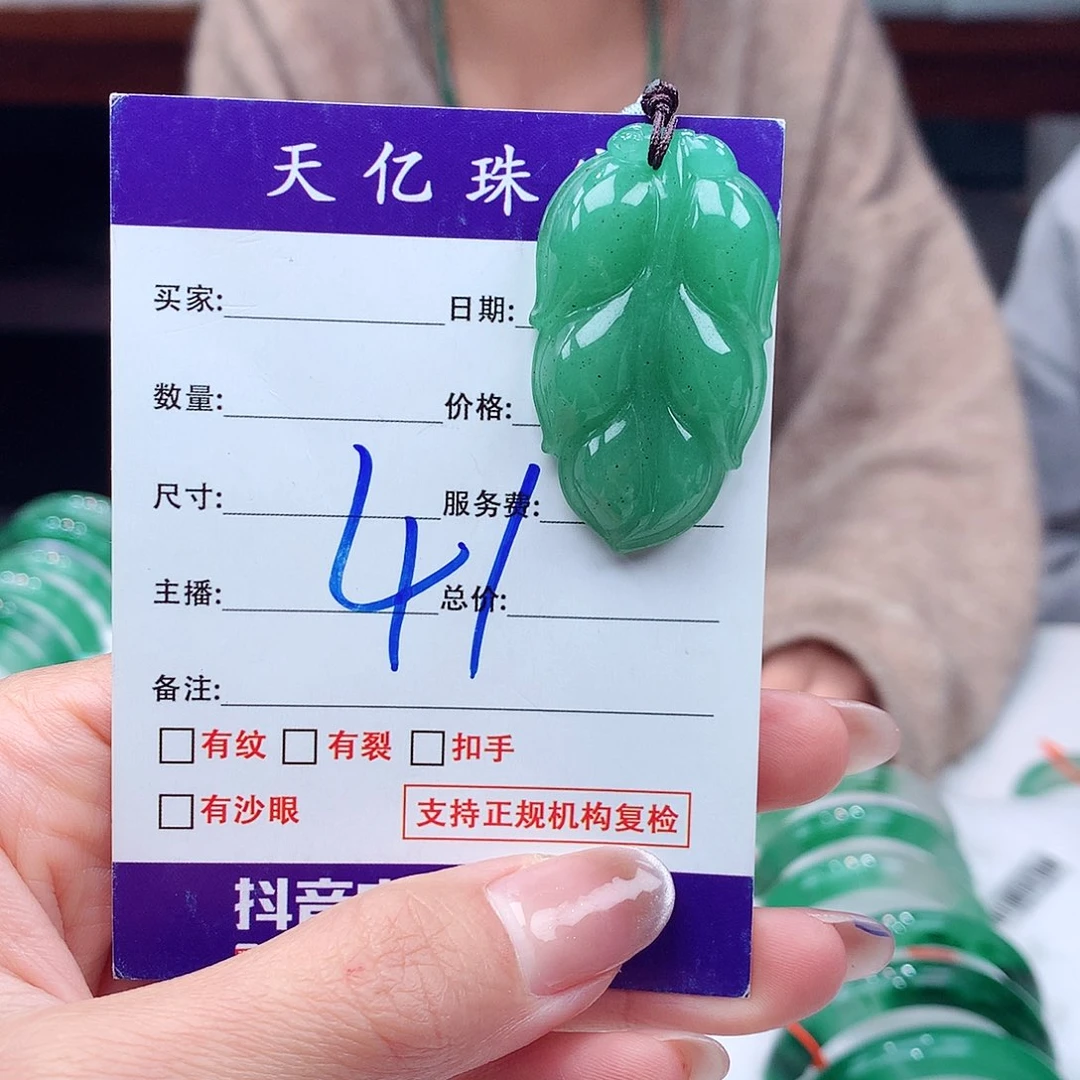 天亿珠
买家: 日期:
数量: 价格:
尺寸: 服务费:
41
主播: 总价:
备注:
有纹 有裂 扣手
有沙眼 支持正规机构复检
抖音